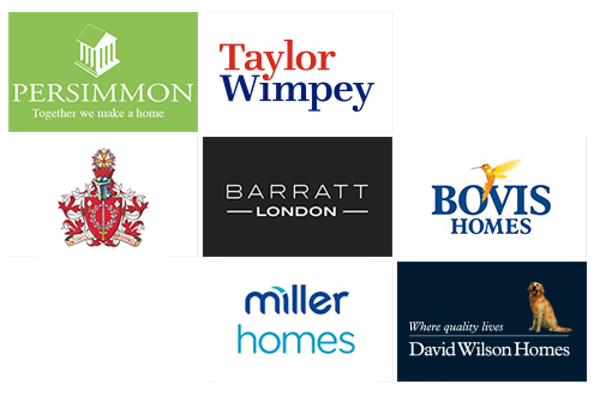 PERSIMMON
Together we make a home
Taylor
Wimpey
BARRATT
LONDON
BOVIS
HOMES
miller
homes
Where quality lives
David Wilson Homes